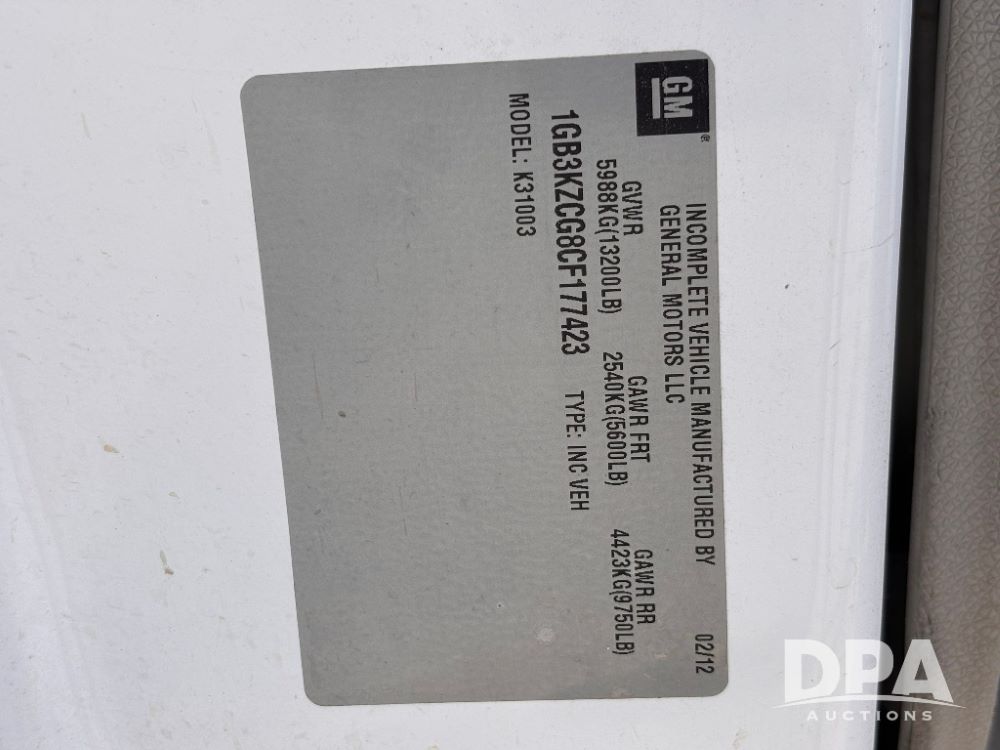 GM®
INCOMPLETE VEHICLE MANUFACTURED BY 02/12
GENERAL MOTORS LLC
GVWR GAWR FRT GAWR RR
5988KG(13200LB) 2540KG(5600LB) 4423KG(9750LB)
1GB3KZCG8CF177423 TYPE: INC VEH
MODEL: K31003
DPA
AUCTIONS